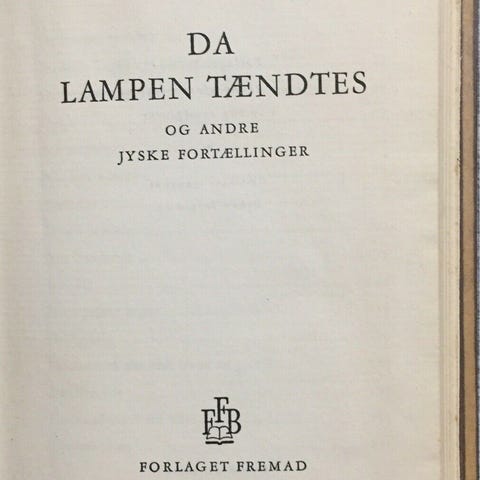 DA
LAMPEN TÆNDTES
OG ANDRE
JYSKE FORTÆLLINGER
FFB
FORLAGET FREMAD